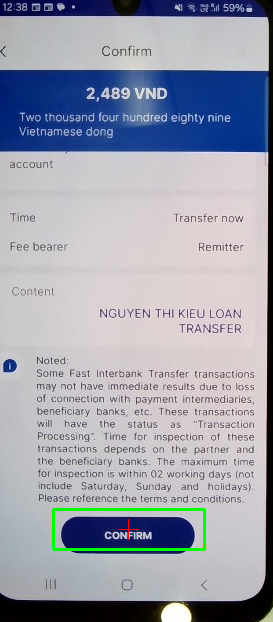 12:38 59%
Confirm
2,489 VND
Two thousand four hundred eighty nine
Vietnamese dong
account
Time Transfer now
Fee bearer Remitter
Content
NGUYEN THI KIEU LOAN
TRANSFER
Noted:
Some Fast Interbank Transfer transactions
may not have immediate results due to loss
of connection with payment intermediaries,
beneficiary banks, etc. These transactions
will have the status as "Transaction
Processing". Time for inspection of these
transactions depends on the partner and
the beneficiary banks. The maximum time
for inspection is within 02 working days (not
include Saturday, Sunday and holidays).
Please reference the terms and conditions.
CONFIRM